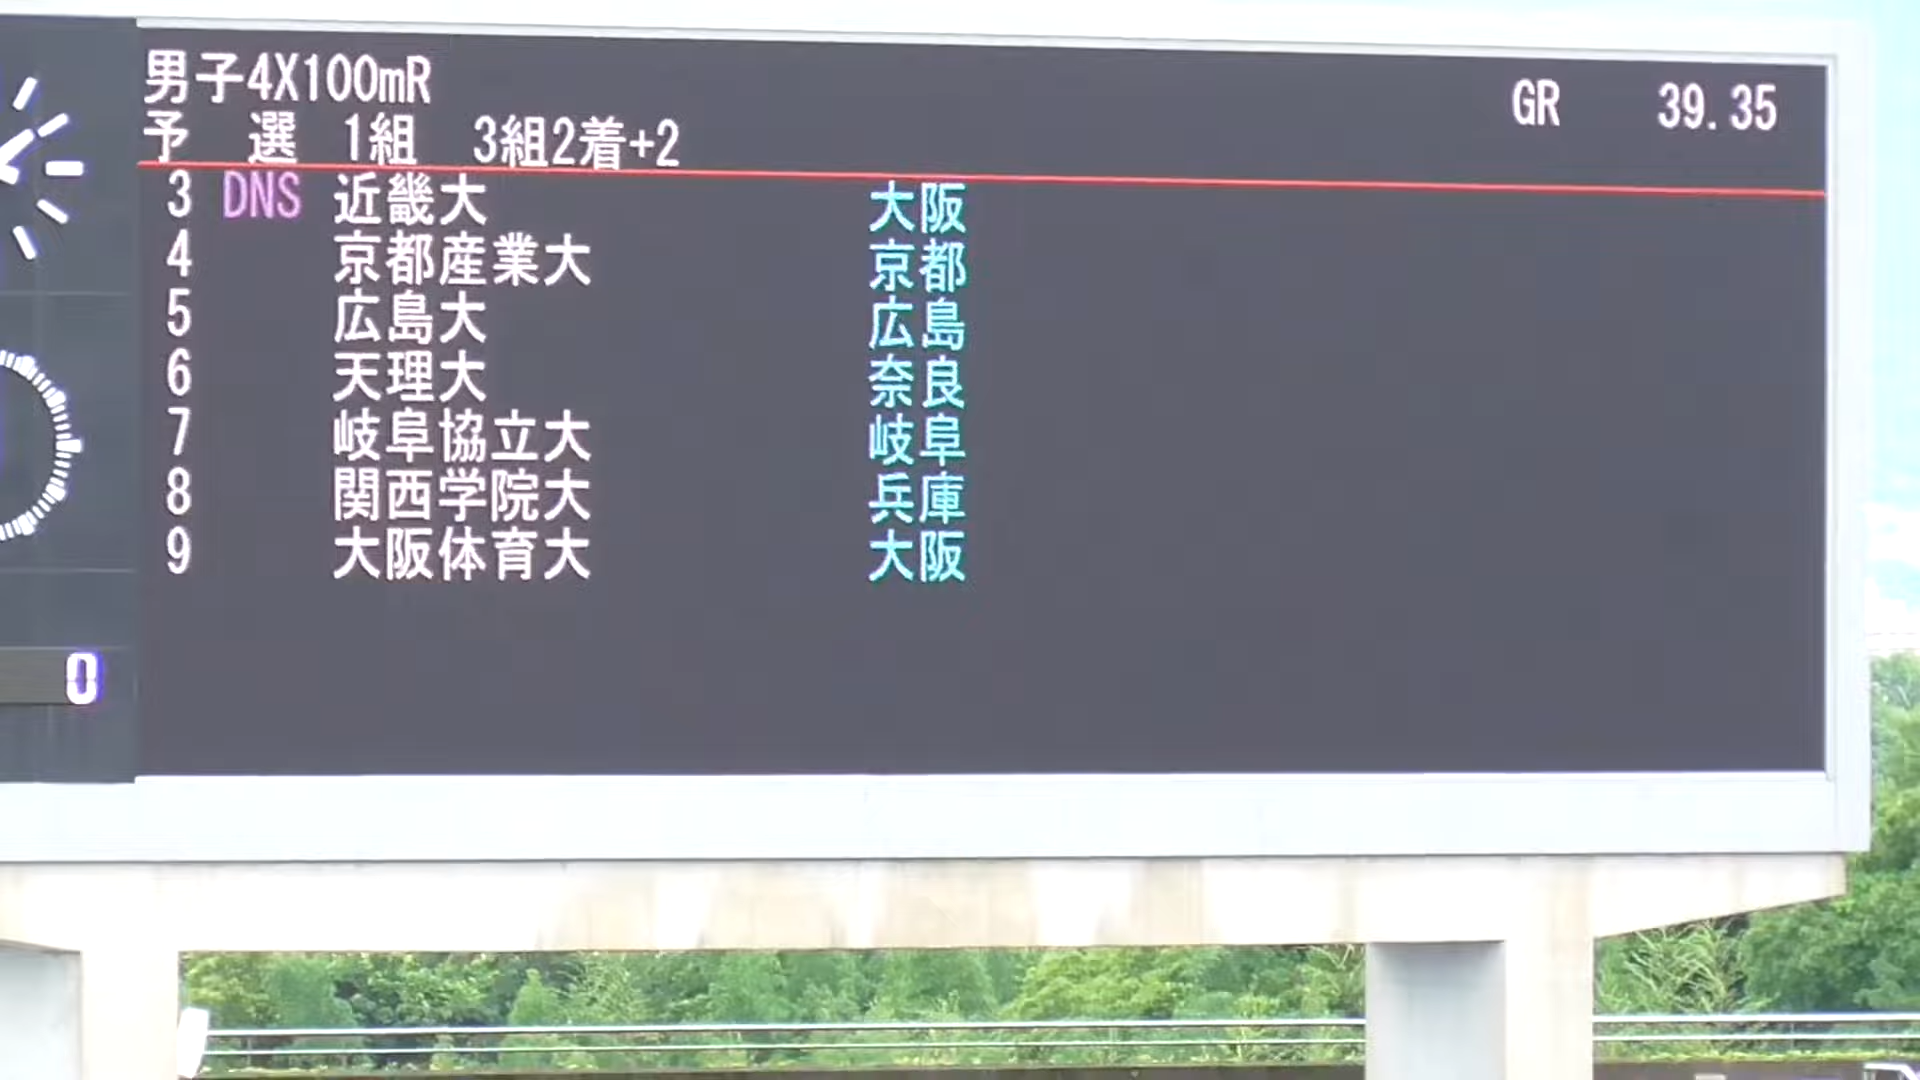 男子4X100mR GR 39.35
予 選 1組 3組2着+2
3 DNS 近畿大 大阪
4 京都産業大 京都
5 広島大 広島
6 天理大 奈良
7 岐阜協立大 岐阜
8 関西学院大 兵庫
9 大阪体育大 大阪
0